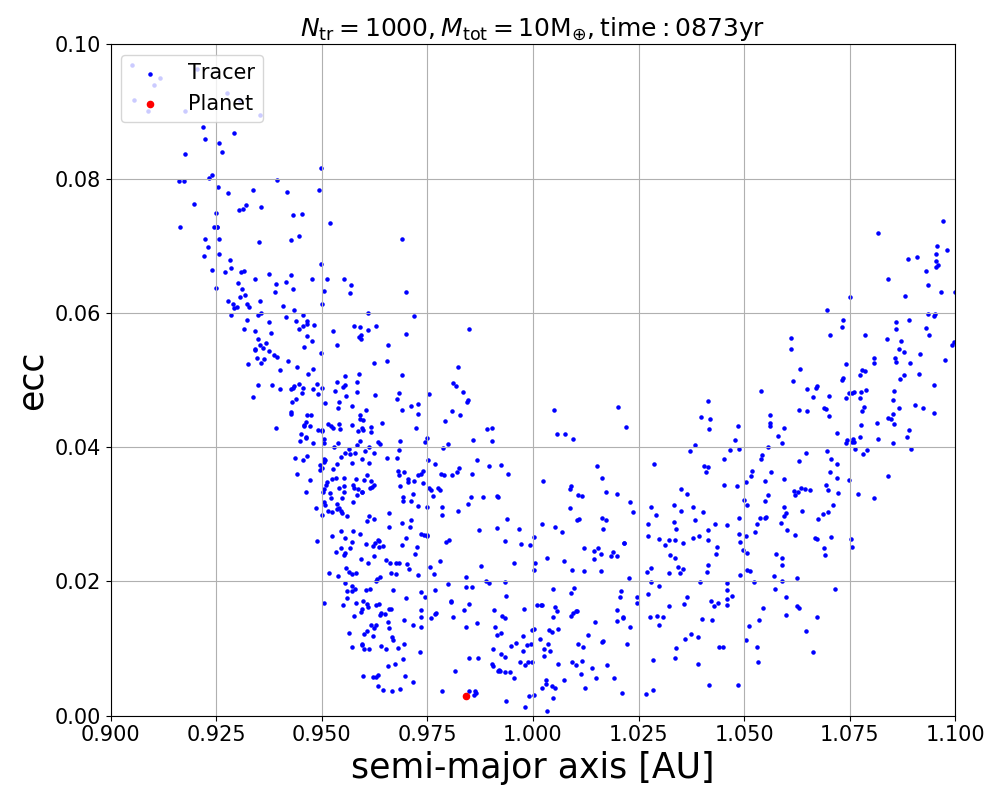 N_tr = 1000, M_tot = 10M_⊕, time : 0873yr
0.10
0.08
0.06
0.04
0.02
0.00
ecc
Tracer
Planet
0.900 0.925 0.950 0.975 1.000 1.025 1.050 1.075 1.100
semi-major axis [AU]